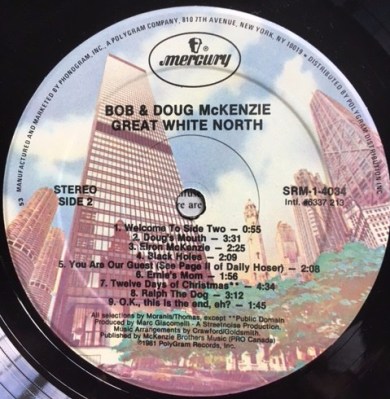 MANUFACTURED AND MARKETED BY PHONOGRAM, INC., A POLYGRAM COMPANY, 810 7TH AVENUE, NEW YORK, NY 10019 • DISTRIBUTED BY POLYGRAM DISTRIBUTION, INC.
mercury
BOB & DOUG McKENZIE
GREAT WHITE NORTH
53
STEREO
SIDE 2
SRM-1-4034
Intl. #6337 213
re are
1. Welcome To Side Two – 0:55
2. Doug's Mouth – 3:31
3. Elron McKenzie – 2:25
4. Black Holes – 2:09
5. You Are Our Guest (See Page II of Daily Hoser) – 2:08
6. Ernie's Mom – 1:56
7. Twelve Days of Christmas** – 4:34
8. Ralph The Dog – 3:12
9. O.K., this is the end, eh? – 1:45
All selections by Moranis/Thomas, except **Public Domain
Produced by Marc Giacomelli - A Streetnoise Production
Music Arrangements by Crawford/Goldsmith
Published by McKenzie Brothers Music (PRO Canada)
©1981 PolyGram Records, Inc.